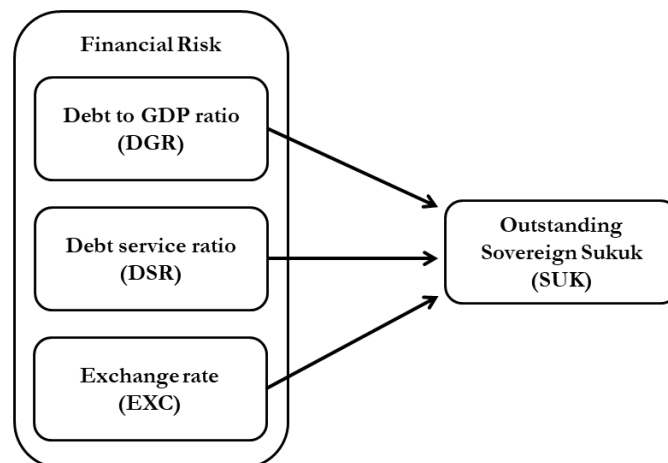 Financial Risk
Debt to GDP ratio
(DGR)
Debt service ratio
(DSR)
Exchange rate
(EXC)
Outstanding
Sovereign Sukuk
(SUK)